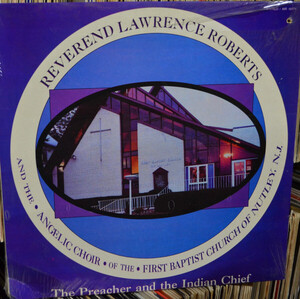 REVEREND LAWRENCE ROBERTS
AND THE • ANGELIC CHOIR • OF THE • FIRST BAPTIST CHURCH OF NUTLEY, N.J.
The Preacher and the Indian Chief